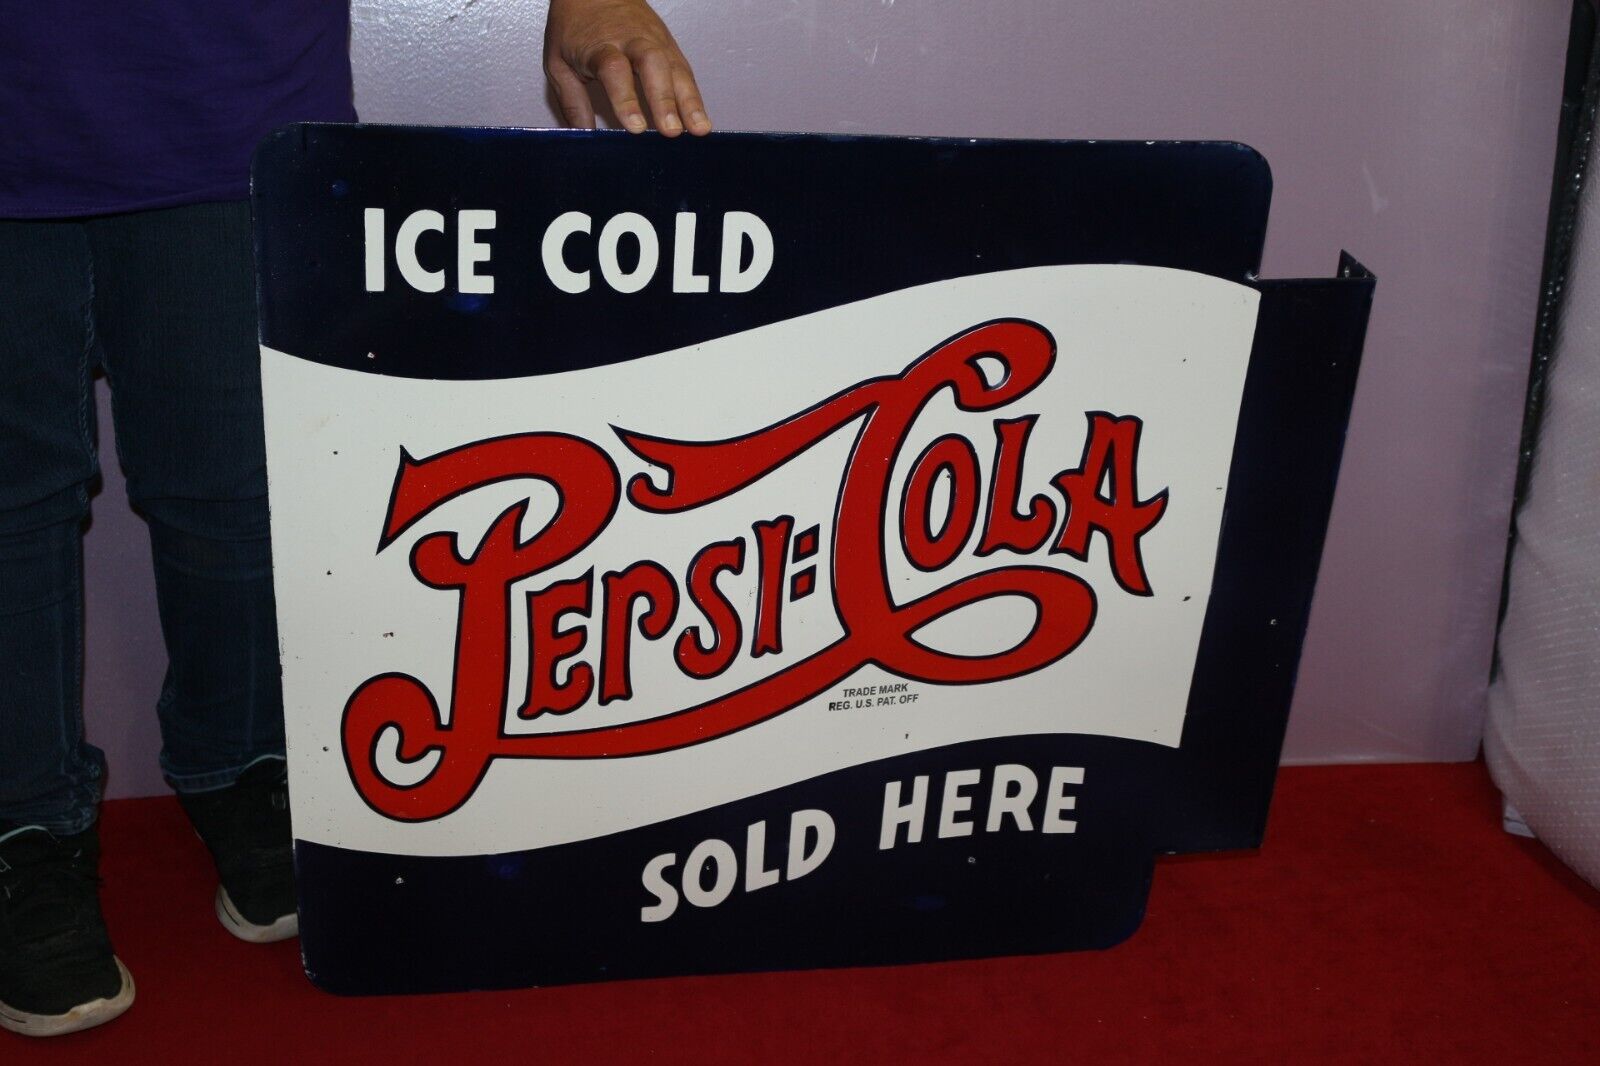 ICE COLD
PEPSI:COLA
TRADE MARK
REG. U.S. PAT. OFF
SOLD HERE